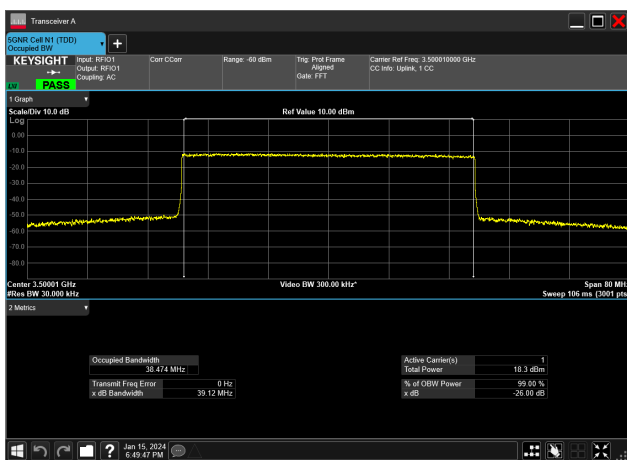 Transceiver A
5GNR Cell N1 (TDD)
Occupied BW
KEYSIGHT Input: RFIO1 Corr CCorr Range: -60 dBm Trig: Prot Frame Carrier Ref Freq: 3.500010000 GHz
Output: RFIO1 Aligned CC Info: Uplink, 1 CC
Coupling: AC Gate: FFT
PASS
1 Graph
Scale/Div 10.0 dB Ref Value 10.00 dBm
Log
0.00
-10.0
-20.0
-30.0
-40.0
-50.0
-60.0
-70.0
-80.0
Center 3.50001 GHz Video BW 300.00 kHz* Span 80 MH
#Res BW 30.000 kHz Sweep 106 ms (3001 pts
2 Metrics
Occupied Bandwidth Active Carrier(s) 1
38.474 MHz Total Power 18.3 dBm
Transmit Freq Error 0 Hz % of OBW Power 99.00 %
x dB Bandwidth 39.12 MHz x dB -26.00 dB
Jan 15, 2024
6:49:47 PM